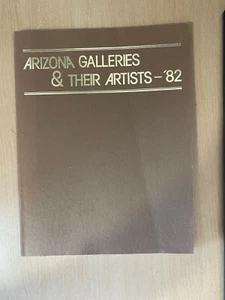 ARIZONA GALLERIES
& THEIR ARTISTS – '82